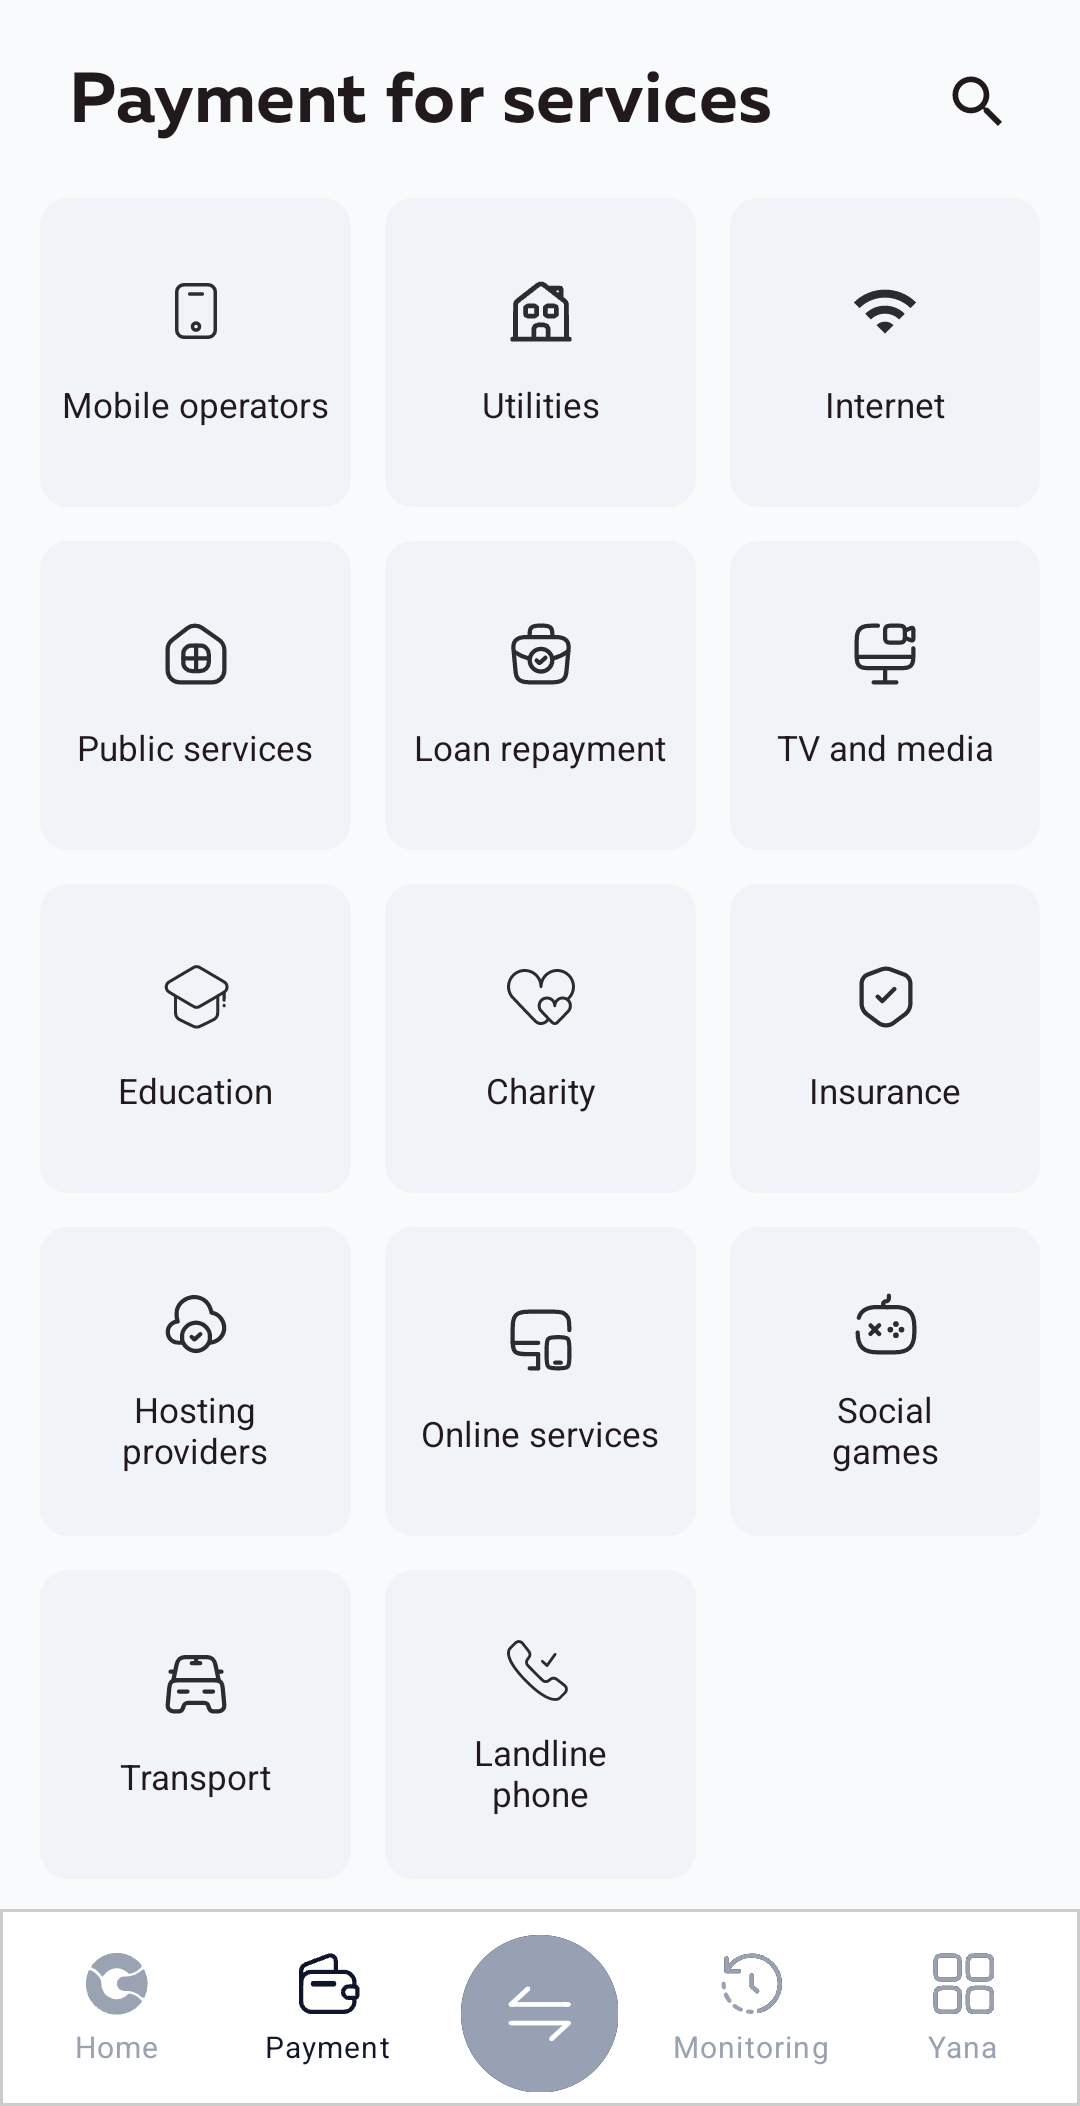 Payment for services
Mobile operators
Utilities
Internet
Public services
Loan repayment
TV and media
Education
Charity
Insurance
Hosting
providers
Online services
Social
games
Transport
Landline
phone
Home
Payment
Monitoring
Yana